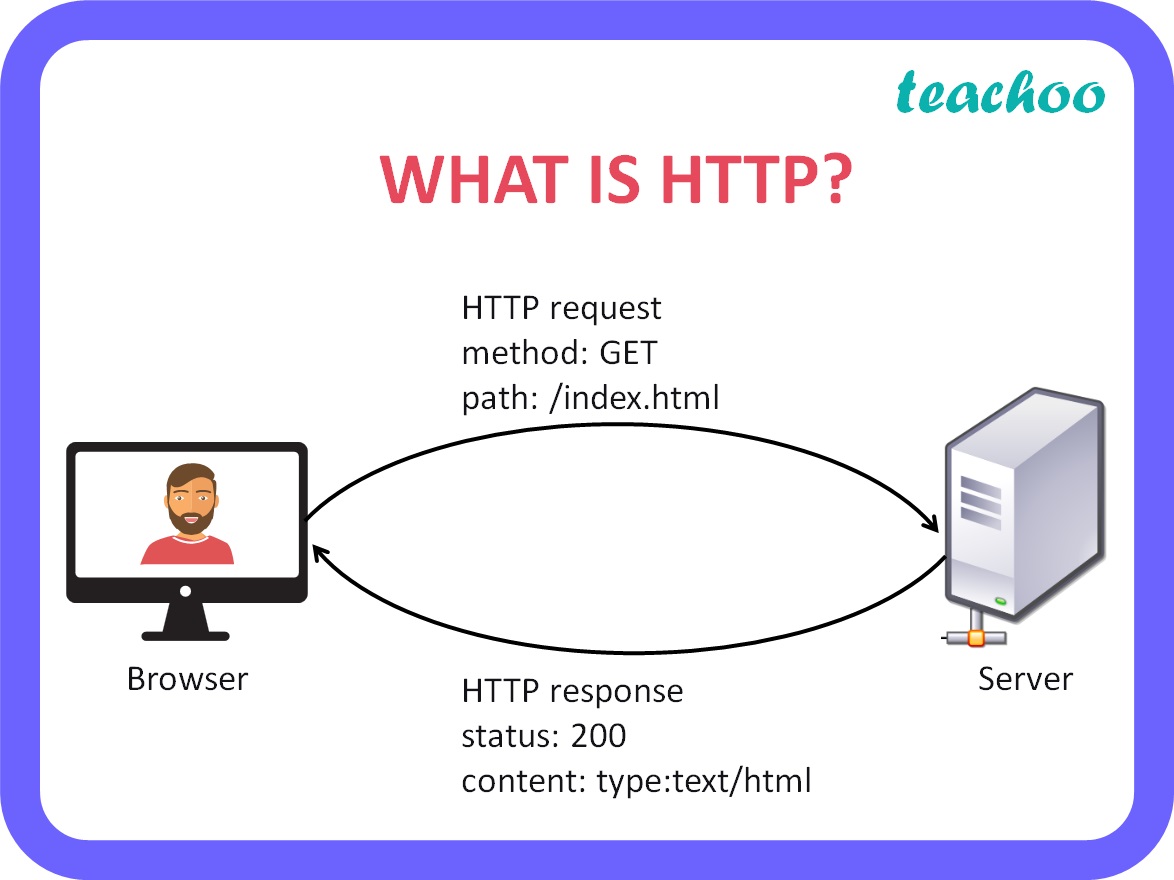 teachoo
WHAT IS HTTP?
HTTP request
method: GET
path: /index.html
Browser
Server
HTTP response
status: 200
content: type:text/html